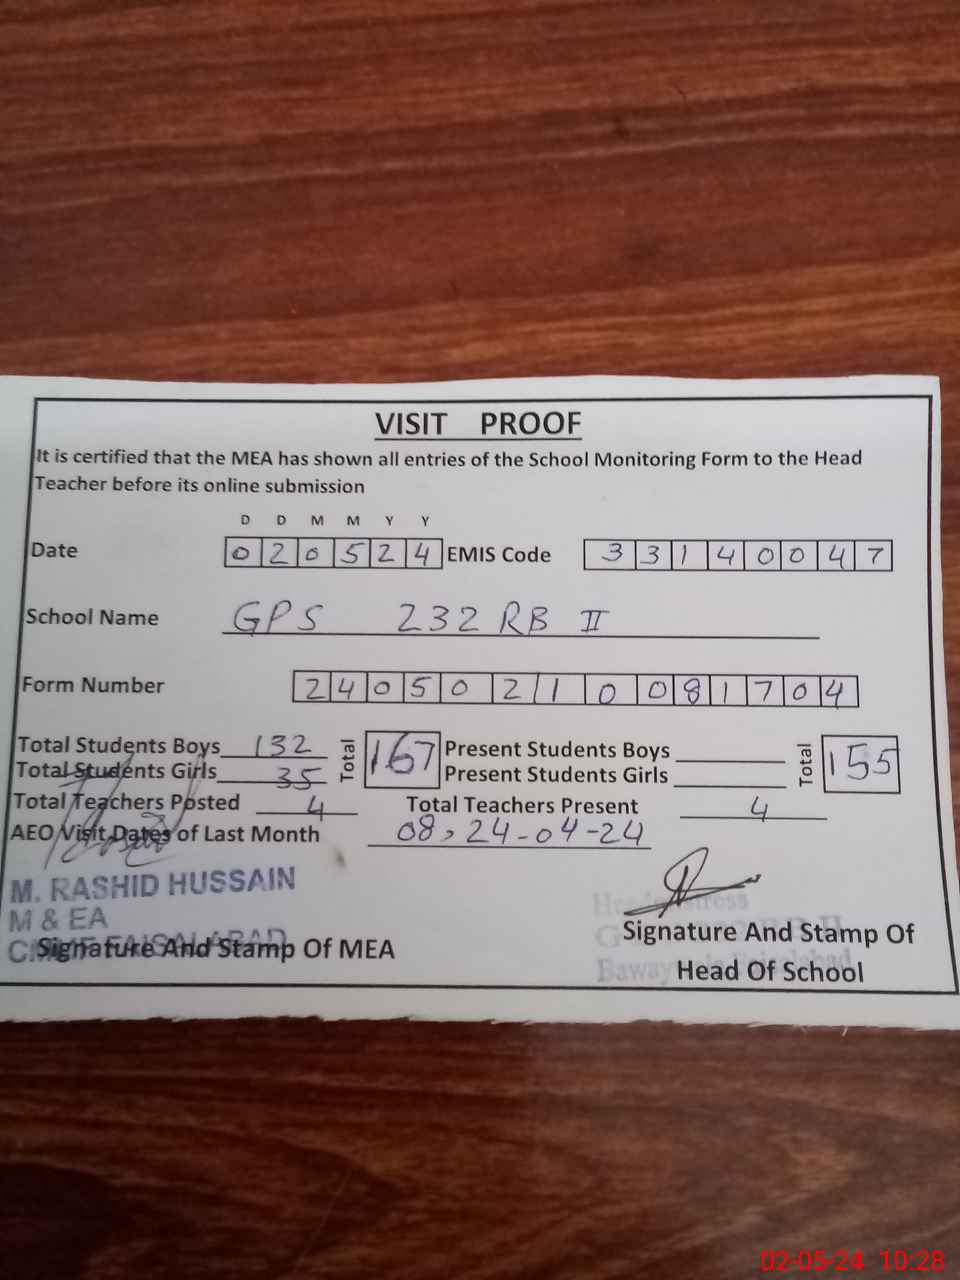 VISIT PROOF
It is certified that the MEA has shown all entries of the School Monitoring Form to the Head
Teacher before its online submission
D D M M Y Y
Date 0 2 0 5 2 4 EMIS Code 3 3 1 4 0 0 4 7
School Name GPS 232 RB II
Form Number 2 4 0 5 0 2 1 0 0 8 1 7 0 4
Total Students Boys 132 Total 167 Present Students Boys Total 155
Total Students Girls 35 Present Students Girls
Total Teachers Posted 4 Total Teachers Present 4
AEO Visit Dates of Last Month 08, 24-04-24
M. RASHID HUSSAIN
M & EA
FAISALABAD
Signature And Stamp Of MEA
Signature And Stamp Of
Head Of School
02-05-24 10:28